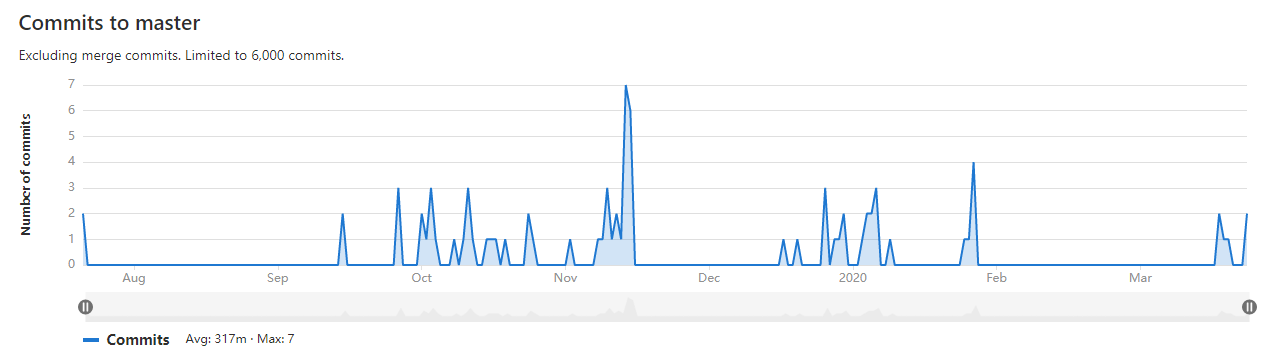 Commits to master
Excluding merge commits. Limited to 6,000 commits.
Number of commits
7
6
5
4
3
2
1
0
Aug Sep Oct Nov Dec 2020 Feb Mar
Commits Avg: 317m · Max: 7